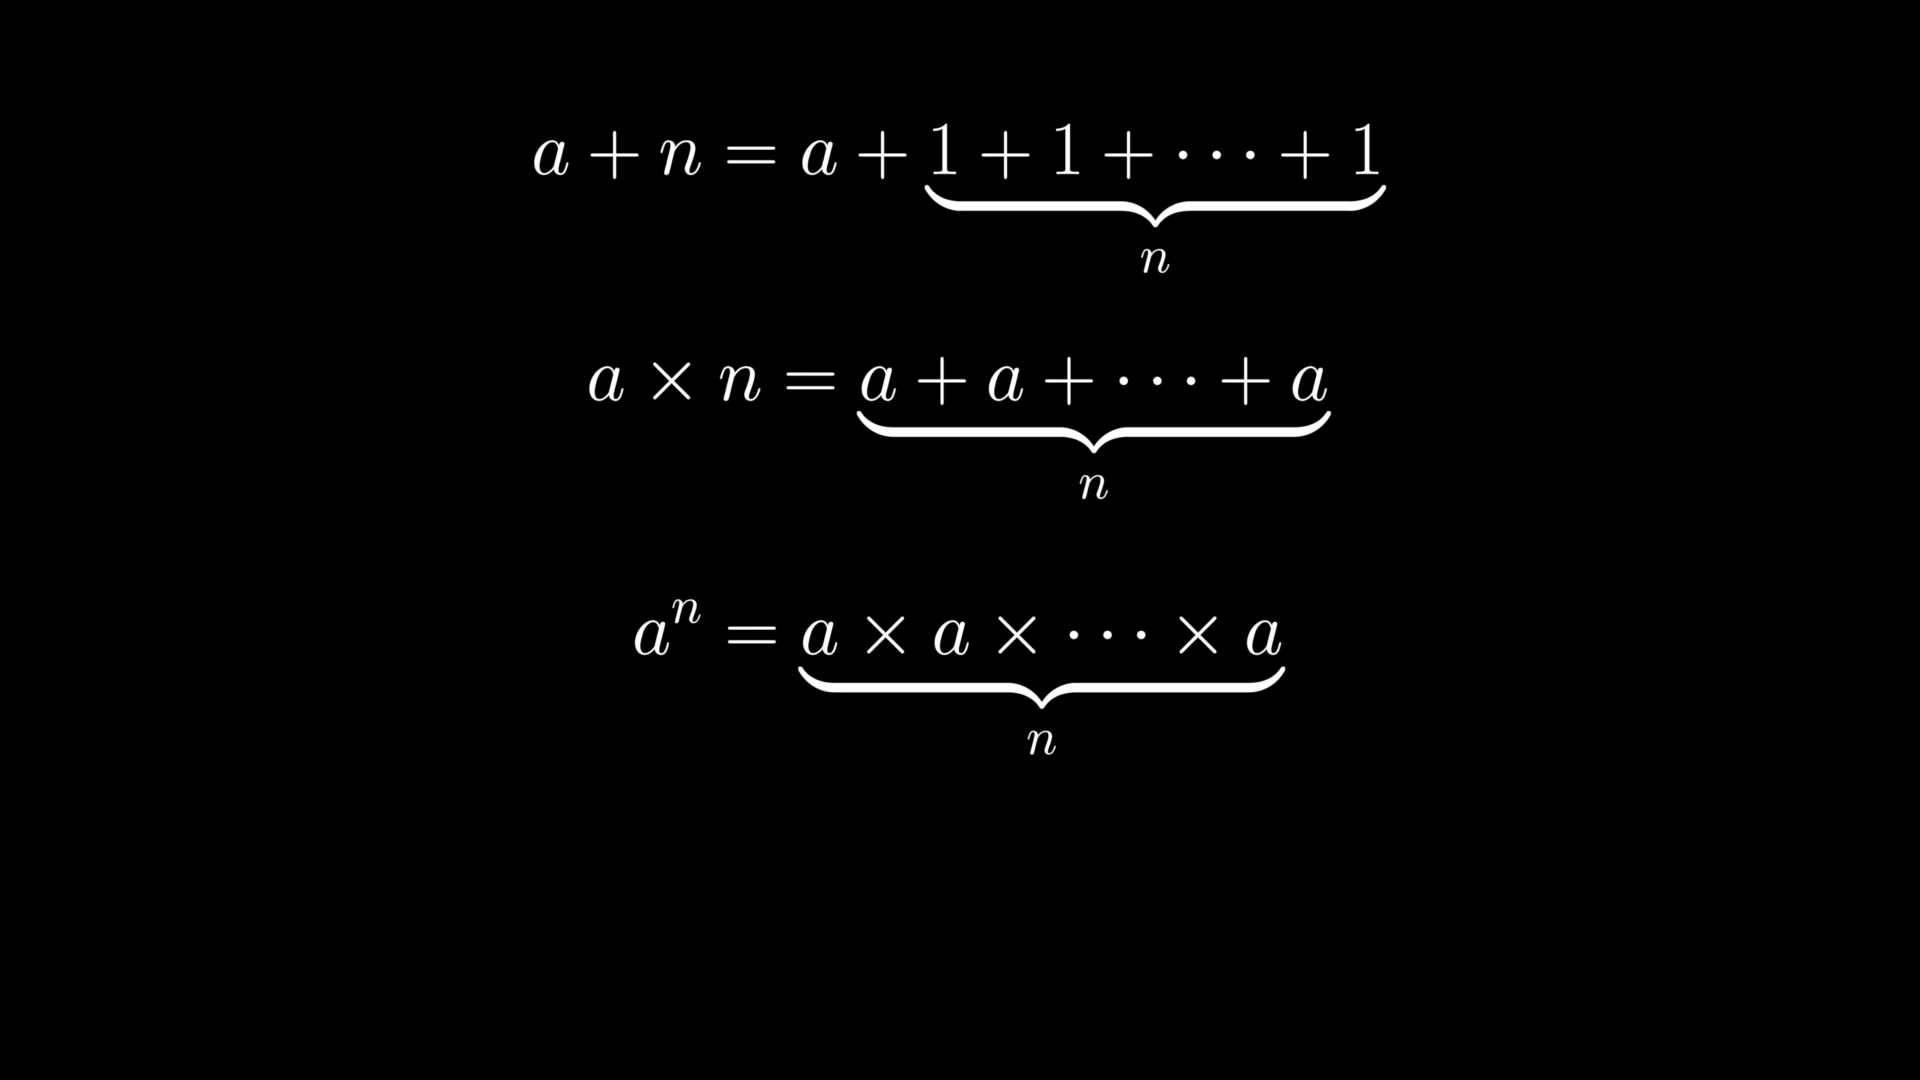 a + n = a + 1 + 1 + ⋯ + 1
n
a × n = a + a + ⋯ + a
n
aⁿ = a × a × ⋯ × a
n